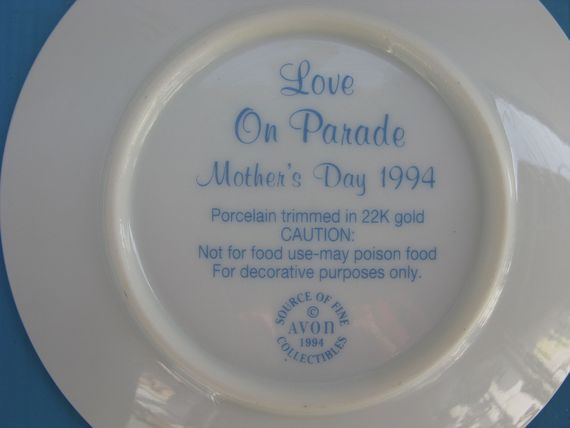 Love
On Parade
Mother's Day 1994
Porcelain trimmed in 22K gold
CAUTION:
Not for food use-may poison food
For decorative purposes only.
SOURCE OF FINE
©
AVON
1994
COLLECTIBLES